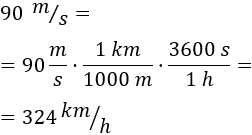 90 m/s =
= 90 m/s · 1 km/1000 m · 3600 s/1 h =
= 324 km/h